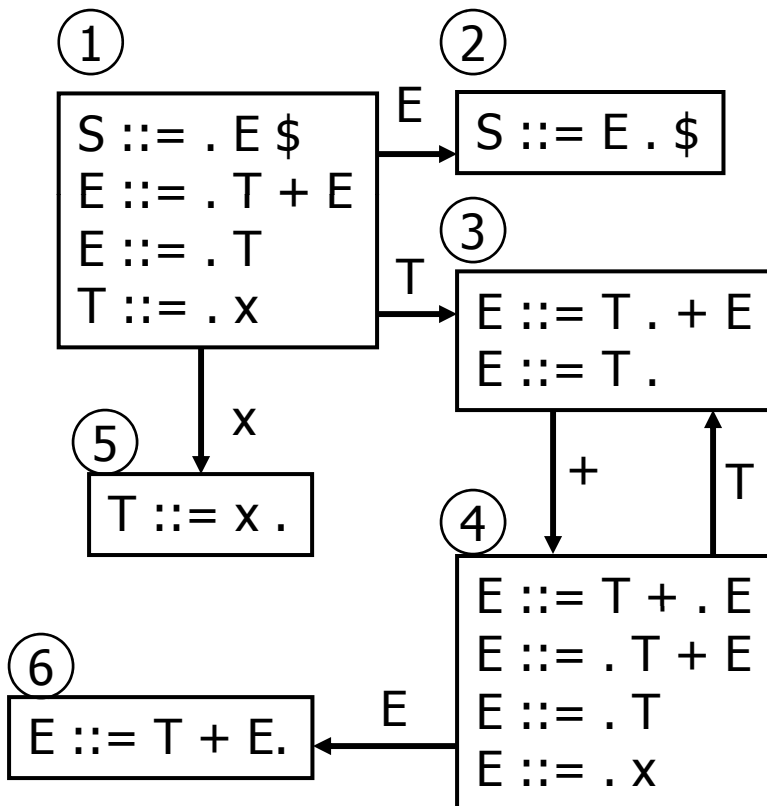 1
S ::= . E $
E ::= . T + E
E ::= . T
T ::= . x
E
2
S ::= E . $
T
3
E ::= T . + E
E ::= T .
x
5
T ::= x .
+
T
4
E ::= T + . E
E ::= . T + E
E ::= . T
E ::= . x
E
6
E ::= T + E.